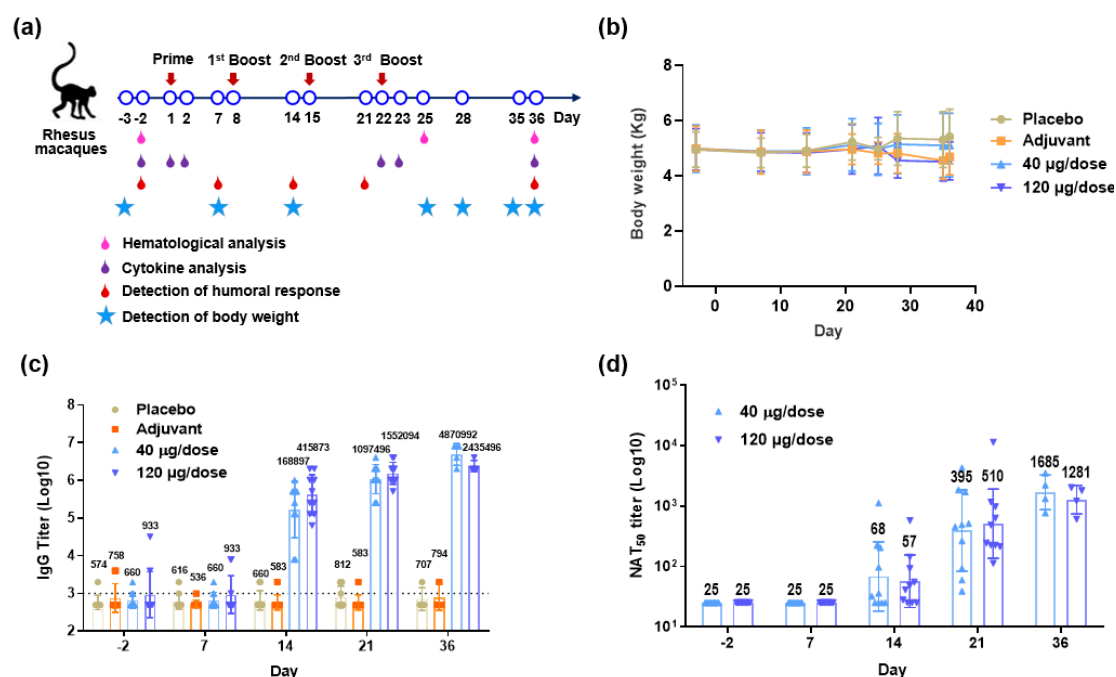 (a)
Prime 1st Boost 2nd Boost 3rd Boost
-3 -2 1 2 7 8 14 15 21 22 23 25 28 35 36 Day
Rhesus
macaques
Hematological analysis
Cytokine analysis
Detection of humoral response
Detection of body weight
(b)
Body weight (Kg)
8
6
4
2
0
0 10 20 30 40
Day
Placebo
Adjuvant
40 μg/dose
120 μg/dose
(c)
IgG Titer (Log10)
8
7
6
5
4
3
2
Placebo
Adjuvant
40 μg/dose
120 μg/dose
574 758 660 933
616 536 660 933
660 583 168897 415873
812 583 1097496 1552094
707 794 4870992 2435496
-2 7 14 21 36
Day
(d)
NAT50 titer (Log10)
10^5
10^4
10^3
10^2
10^1
40 μg/dose
120 μg/dose
25 25 25 25 68 57 395 510 1685 1281
-2 7 14 21 36
Day